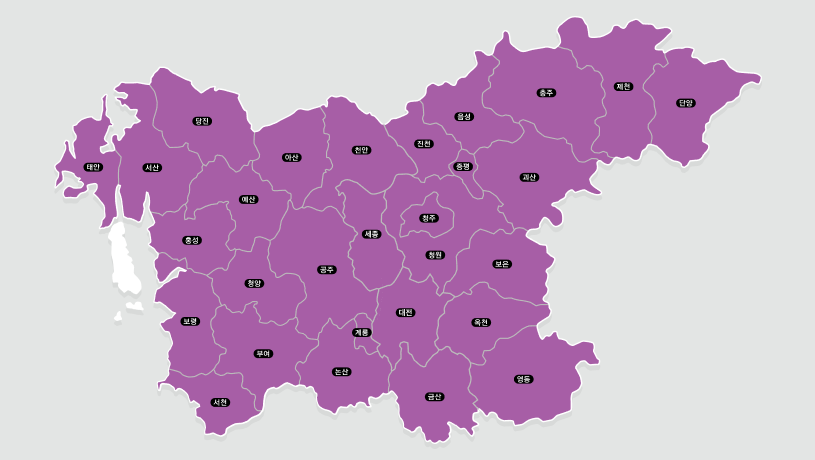 충주
제천
단양
음성
당진
진천
천안
아산
태안
서산
증평
괴산
예산
청주
세종
홍성
청원
보은
공주
청양
대전
보령
옥천
계룡
부여
논산
영동
금산
서천